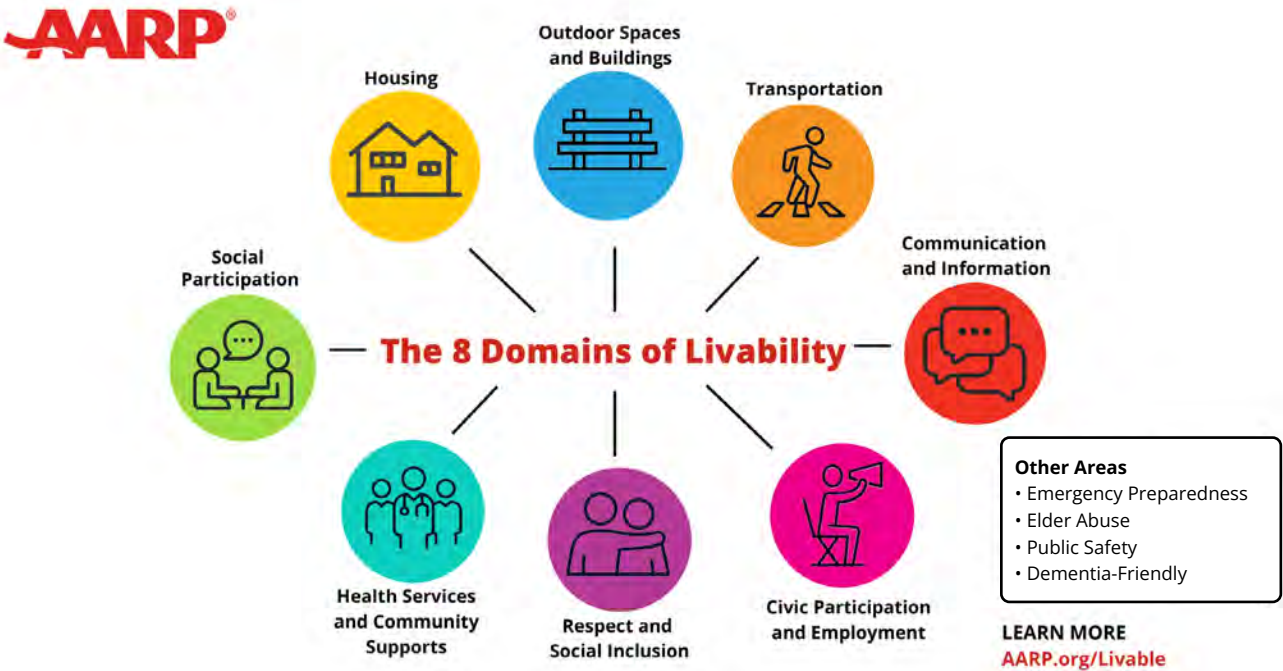 AARP®
Outdoor Spaces
and Buildings
Housing
Transportation
Social
Participation
Communication
and Information
The 8 Domains of Livability
Health Services
and Community
Supports
Respect and
Social Inclusion
Civic Participation
and Employment
Other Areas
• Emergency Preparedness
• Elder Abuse
• Public Safety
• Dementia-Friendly
LEARN MORE
AARP.org/Livable